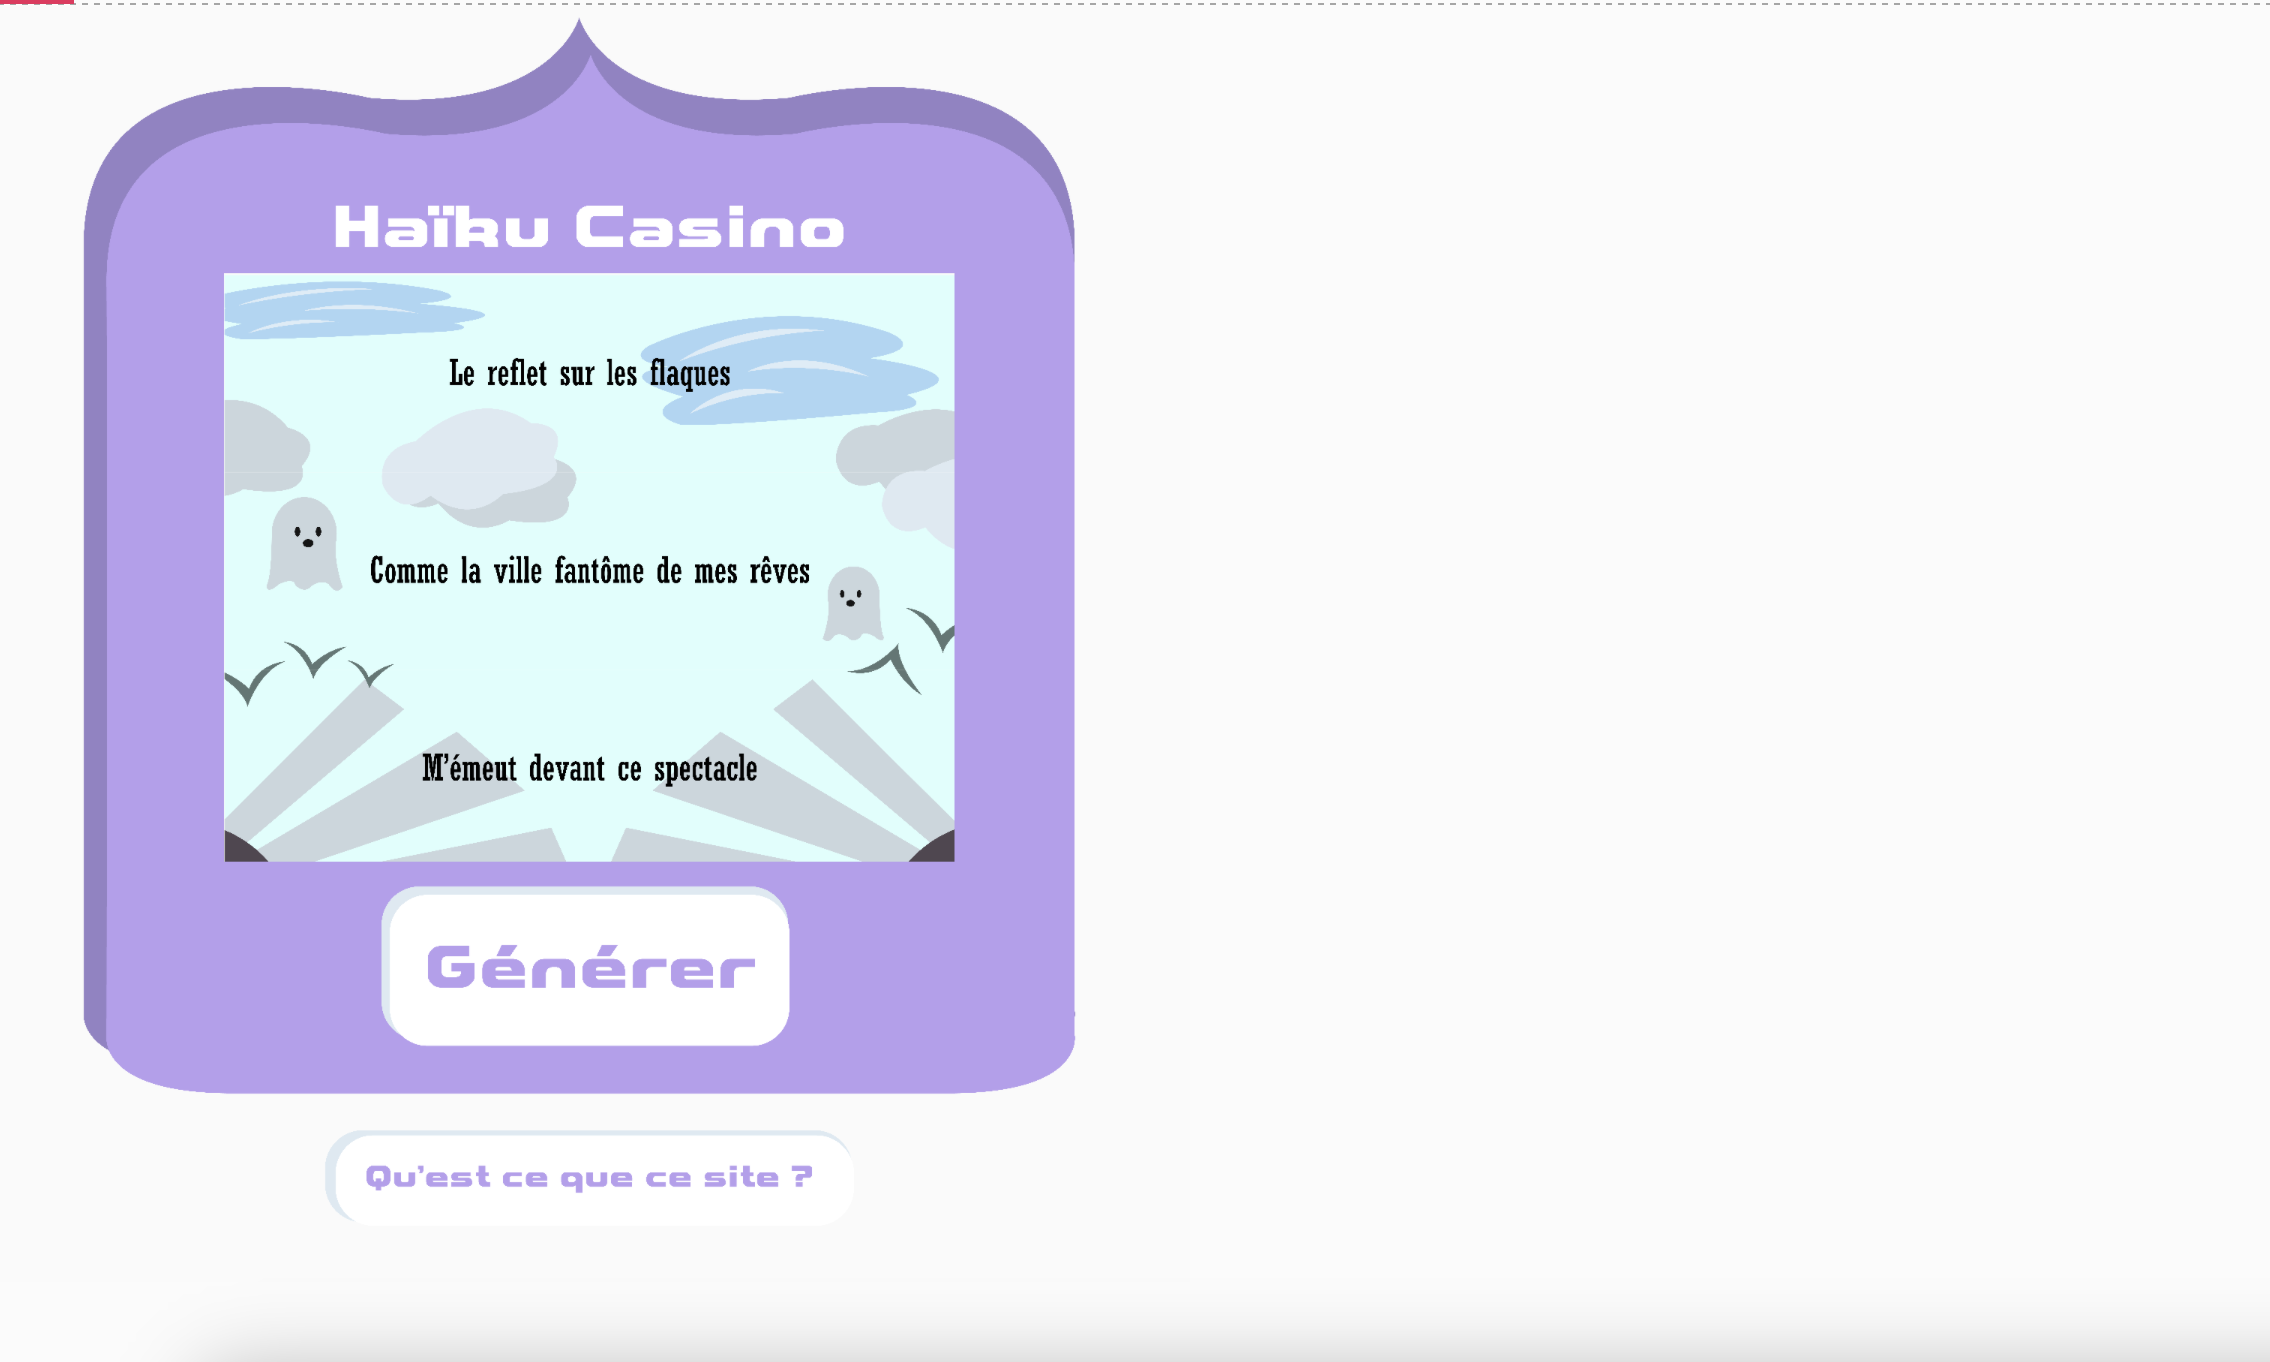 Haïku Casino
Le reflet sur les flaques
Comme la ville fantôme de mes rêves
M'émeut devant ce spectacle
Générer
Qu'est ce que ce site ?